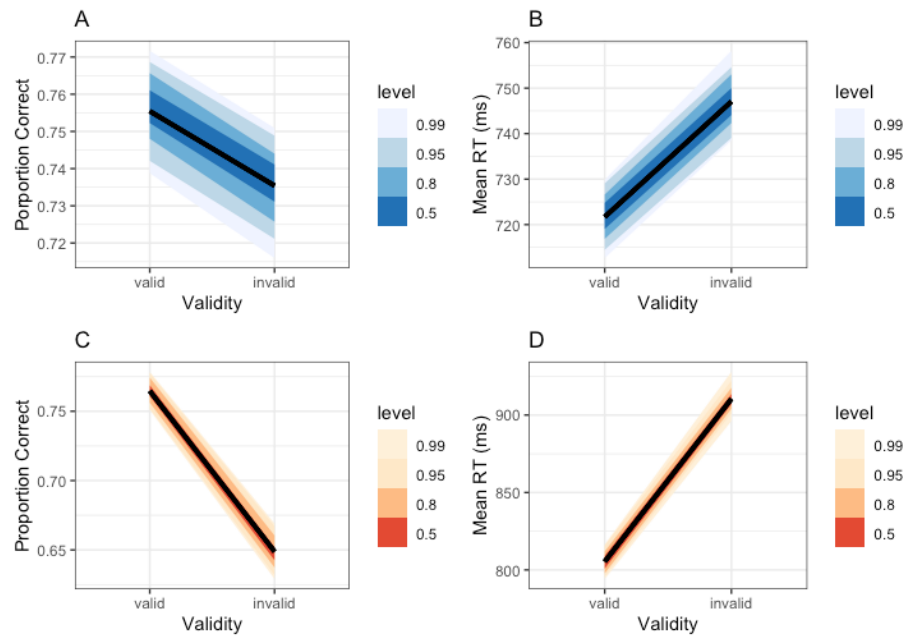 A
Porportion Correct
0.77
0.76
0.75
0.74
0.73
0.72
valid
invalid
Validity
level
0.99
0.95
0.8
0.5
B
Mean RT (ms)
760
750
740
730
720
valid
invalid
Validity
level
0.99
0.95
0.8
0.5
C
Proportion Correct
0.75
0.70
0.65
valid
invalid
Validity
level
0.99
0.95
0.8
0.5
D
Mean RT (ms)
900
850
800
valid
invalid
Validity
level
0.99
0.95
0.8
0.5